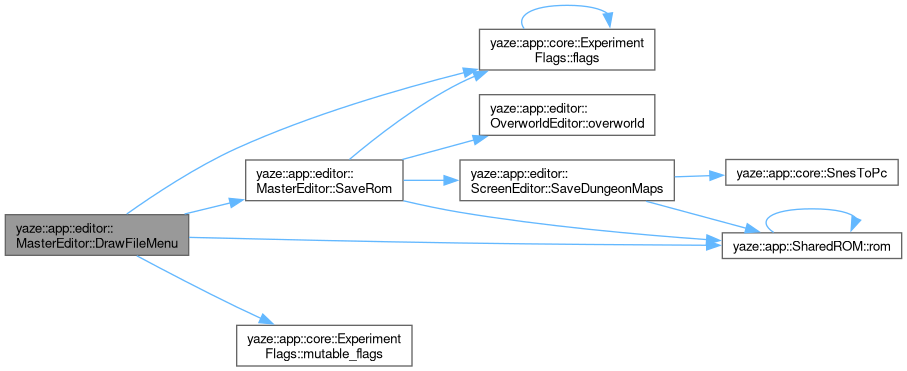 yaze::app::core::Experiment
Flags::flags
yaze::app::editor::
OverworldEditor::overworld
yaze::app::editor::
MasterEditor::SaveRom
yaze::app::editor::
ScreenEditor::SaveDungeonMaps
yaze::app::core::SnesToPc
yaze::app::editor::
MasterEditor::DrawFileMenu
yaze::app::SharedROM::rom
yaze::app::core::Experiment
Flags::mutable_flags